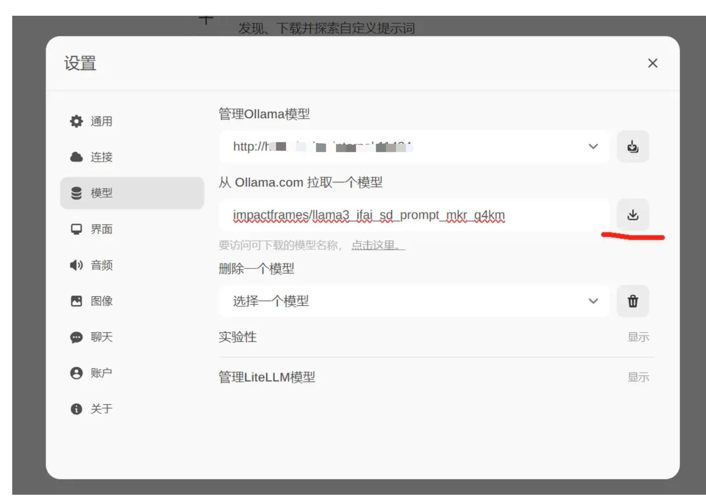 发现、下载并探索自定义提示词
设置
通用
连接
模型
界面
音频
图像
聊天
账户
关于
管理Ollama模型
http://h
从 Ollama.com 拉取一个模型
impactframes/llama3_ifai_sd_prompt_mkr_q4km
要访问可下载的模型名称，点击这里。
删除一个模型
选择一个模型
实验性 显示
管理LiteLLM模型 显示